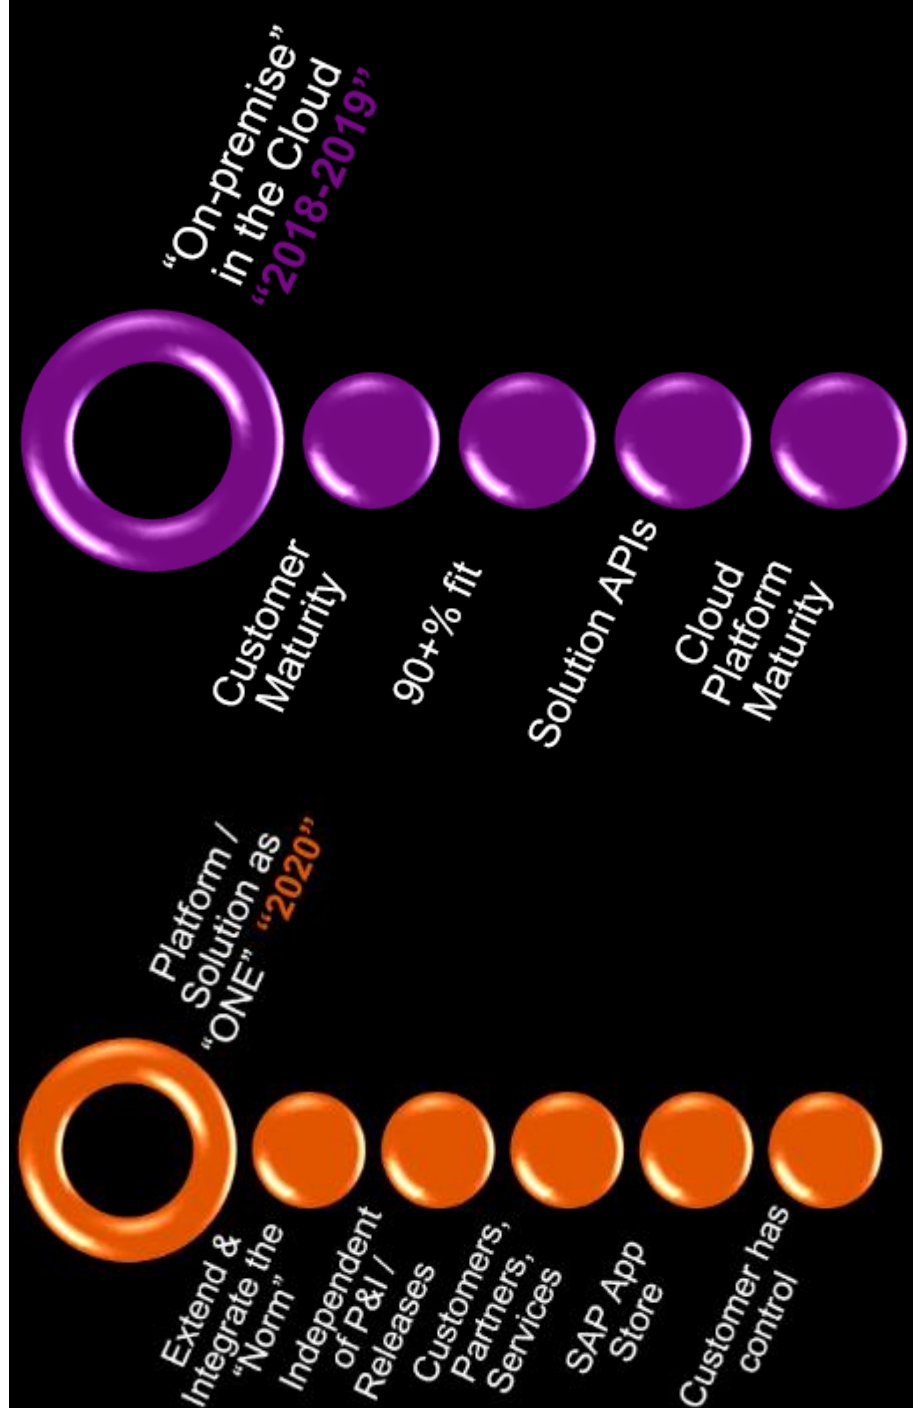 “On-premise”
in the Cloud
“2018-2019”
Customer
Maturity
90+% fit
Solution APIs
Cloud
Platform
Maturity
Platform /
Solution as
“ONE” “2020”
Extend &
Integrate the
“Norm”
Independent
of P&I /
Releases
Customers,
Partners,
Services
SAP App
Store
Customer has
control